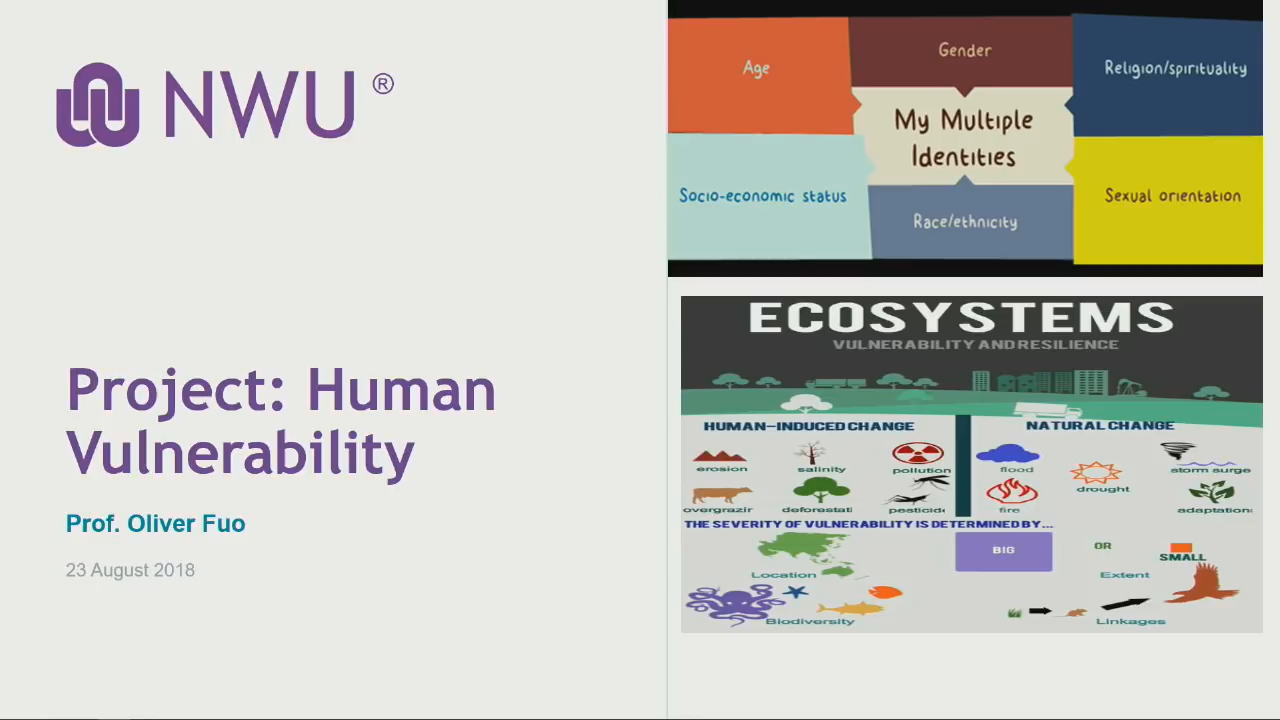 NWU®
Project: Human
Vulnerability
Prof. Oliver Fuo
23 August 2018
Age
Gender
Religion/spirituality
My Multiple
Identities
Socio-economic status
Race/ethnicity
Sexual orientation
ECOSYSTEMS
VULNERABILITY AND RESILIENCE
HUMAN-INDUCED CHANGE
erosion
salinity
pollution
overgrazir
deforestati
pesticide
NATURAL CHANGE
flood
drought
storm surge
fire
adaptation
THE SEVERITY OF VULNERABILITY IS DETERMINED BY...
Location
BIG
OR
SMALL
Extent
Biodiversity
Linkages